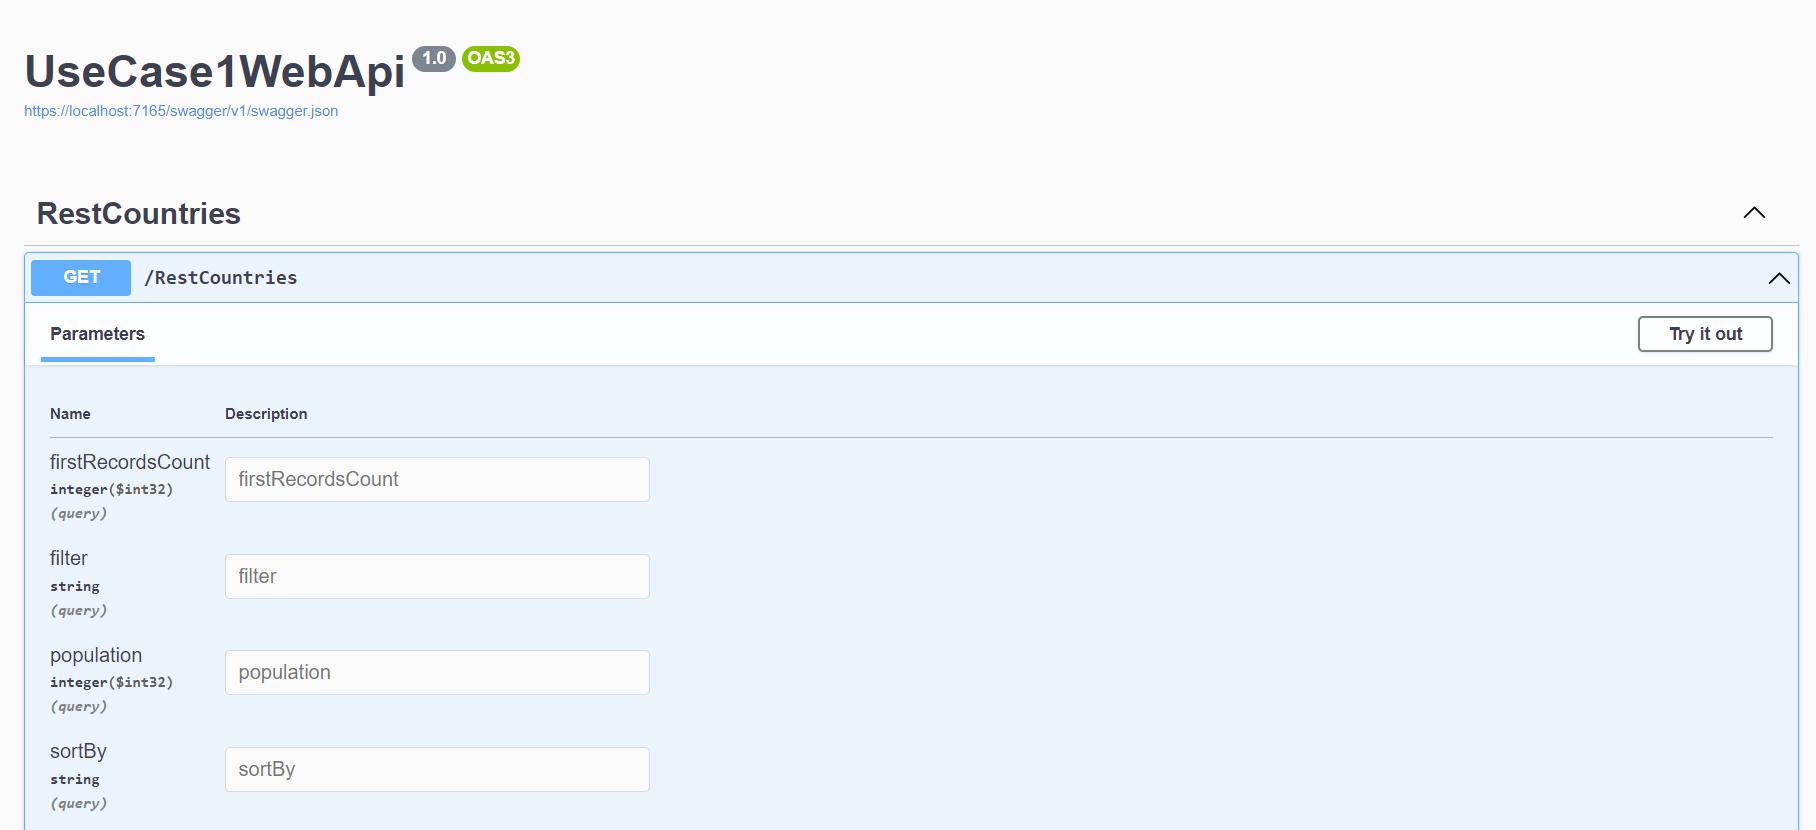 UseCase1WebApi 1.0 OAS3
https://localhost:7165/swagger/v1/swagger.json
RestCountries
GET /RestCountries
Parameters Try it out
Name Description
firstRecordsCount
integer($int32)
(query)
firstRecordsCount
filter
string
(query)
filter
population
integer($int32)
(query)
population
sortBy
string
(query)
sortBy